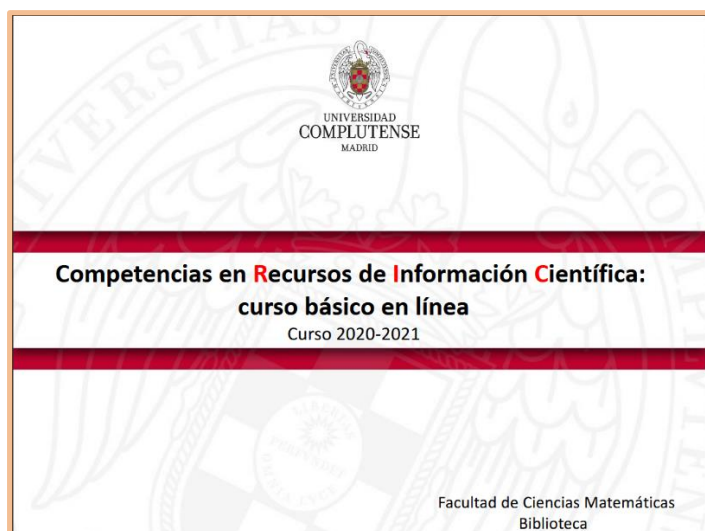 UNIVERSIDAD
COMPLUTENSE
MADRID
Competencias en Recursos de Información Científica:
curso básico en línea
Curso 2020-2021
Facultad de Ciencias Matemáticas
Biblioteca